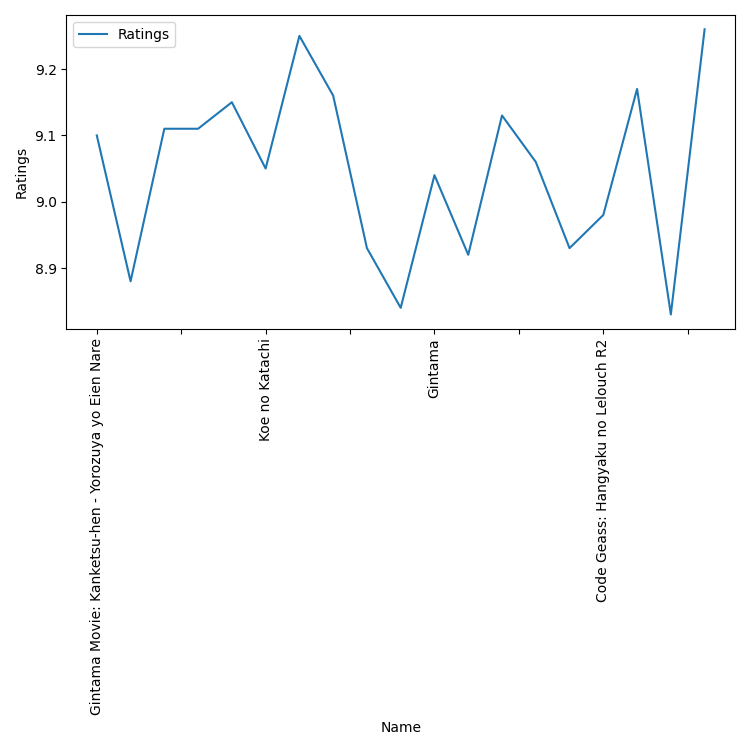 Ratings
9.2
9.1
9.0
8.9
Ratings
Gintama Movie: Kanketsu-hen - Yorozuya yo Eien Nare
Koe no Katachi
Gintama
Code Geass: Hangyaku no Lelouch R2
Name